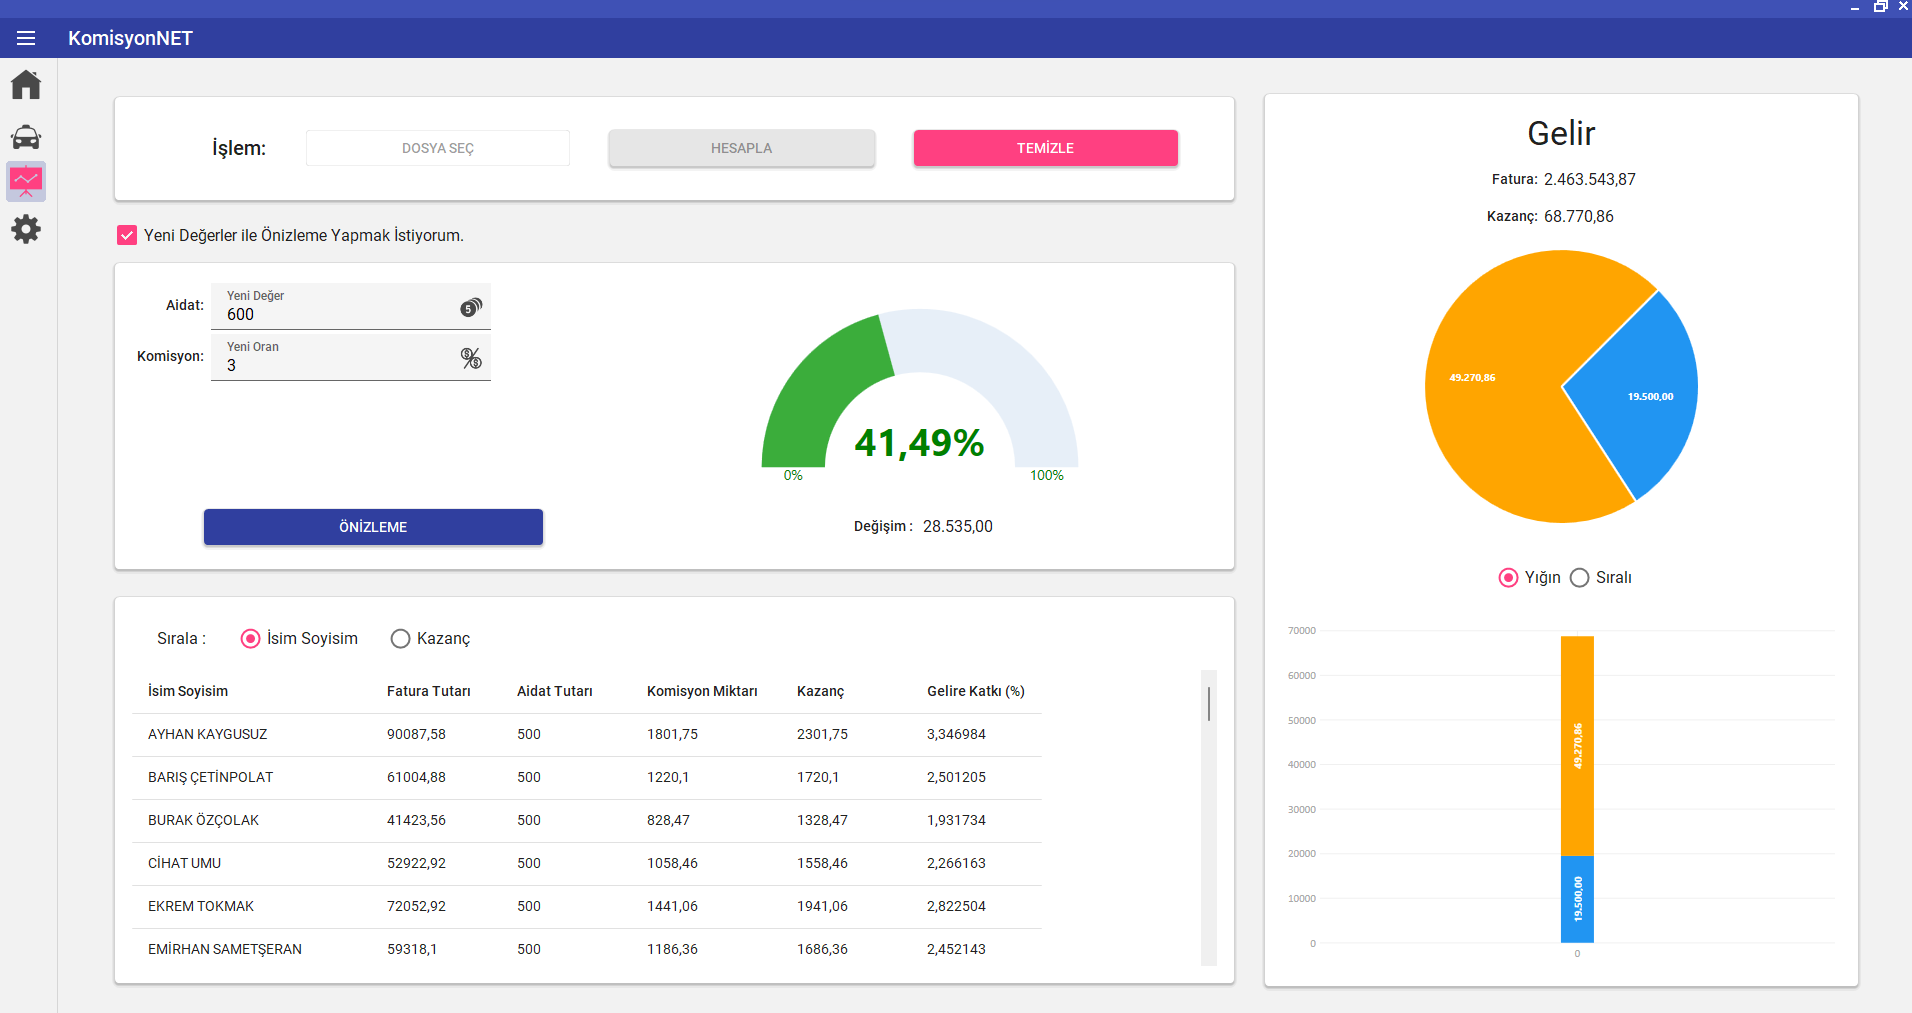 KomisyonNET
İşlem: DOSYA SEÇ HESAPLA TEMİZLE
Yeni Değerler ile Önizleme Yapmak İstiyorum.
Aidat: Yeni Değer
600
5
Komisyon: Yeni Oran
3
ÖNİZLEME
41,49%
0% 100%
Değişim : 28.535,00
Sırala : İsim Soyisim Kazanç
İsim Soyisim Fatura Tutarı Aidat Tutarı Komisyon Miktarı Kazanç Gelire Katkı (%)
AYHAN KAYGUSUZ 90087,58 500 1801,75 2301,75 3,346984
BARIŞ ÇETİNPOLAT 61004,88 500 1220,1 1720,1 2,501205
BURAK ÖZÇOLAK 41423,56 500 828,47 1328,47 1,931734
CİHAT UMU 52922,92 500 1058,46 1558,46 2,266163
EKREM TOKMAK 72052,92 500 1441,06 1941,06 2,822504
EMİRHAN SAMETŞERAN 59318,1 500 1186,36 1686,36 2,452143
Gelir
Fatura: 2.463.543,87
Kazanç: 68.770,86
49.270,86
19.500,00
Yığın Sıralı
70000
60000
50000
40000
30000
20000
10000
0
49.270,86
19.500,00
0